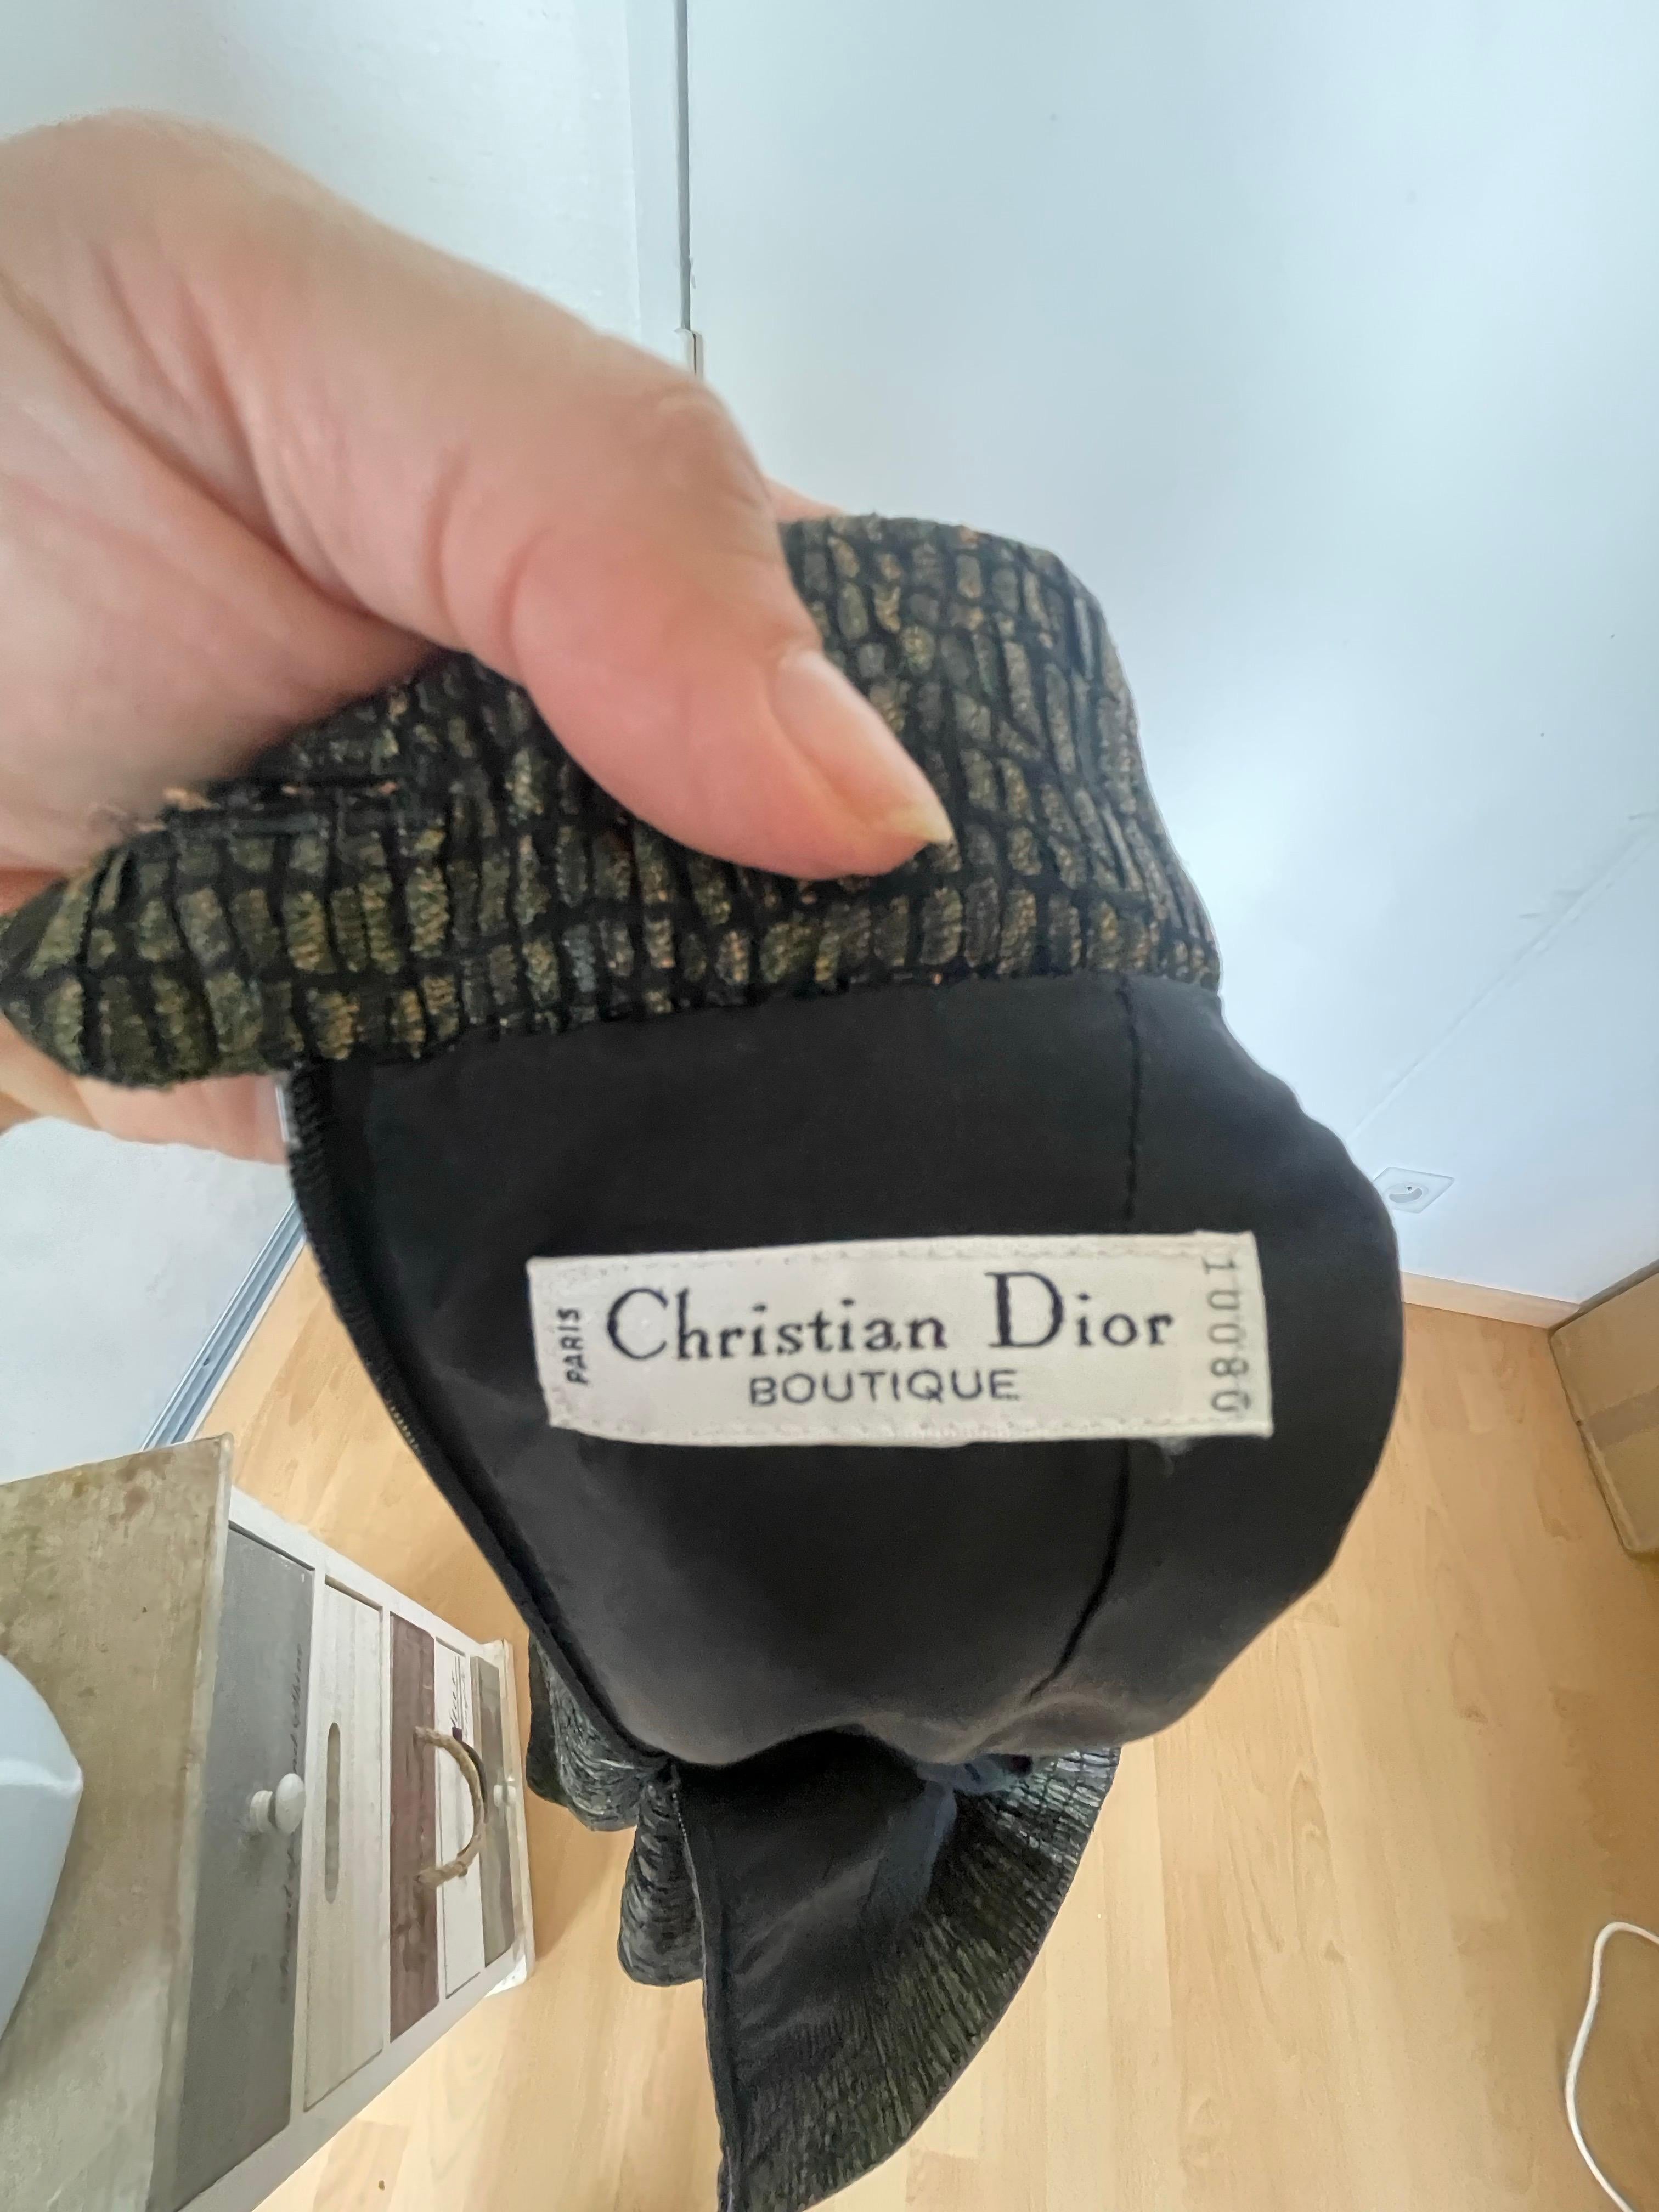 PARIS
Christian Dior
BOUTIQUE
10080